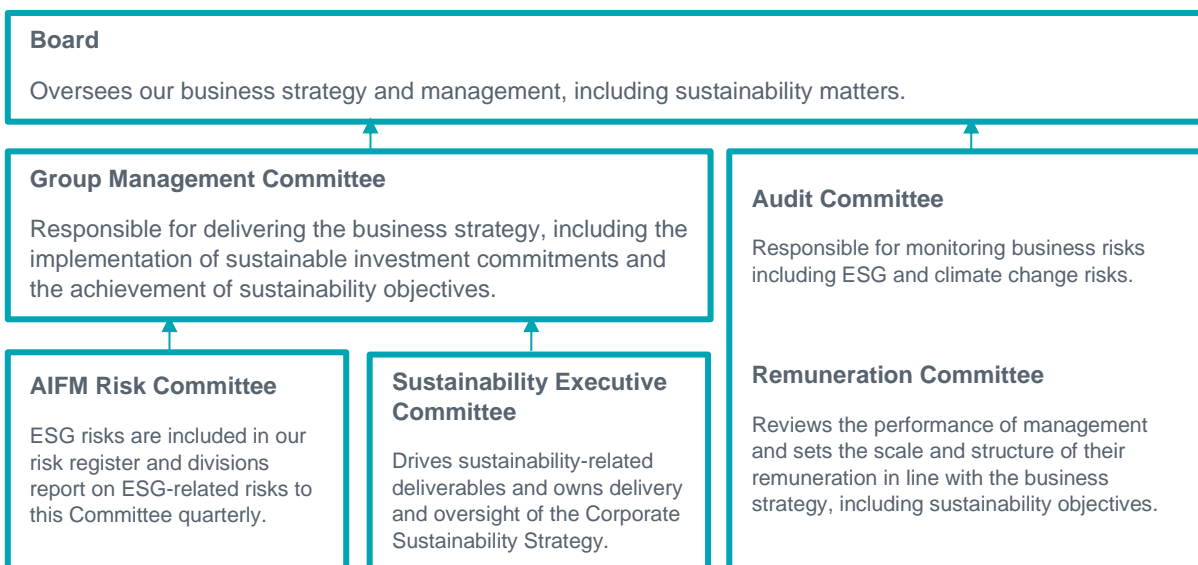 Board
Oversees our business strategy and management, including sustainability matters.
Group Management Committee
Responsible for delivering the business strategy, including the
implementation of sustainable investment commitments and
the achievement of sustainability objectives.
Audit Committee
Responsible for monitoring business risks
including ESG and climate change risks.
AIFM Risk Committee
ESG risks are included in our
risk register and divisions
report on ESG-related risks to
this Committee quarterly.
Sustainability Executive
Committee
Drives sustainability-related
deliverables and owns delivery
and oversight of the Corporate
Sustainability Strategy.
Remuneration Committee
Reviews the performance of management
and sets the scale and structure of their
remuneration in line with the business
strategy, including sustainability objectives.